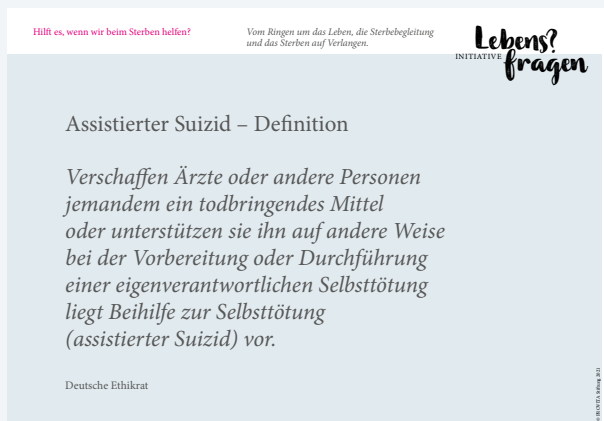 Hilft es, wenn wir beim Sterben helfen?
Vom Ringen um das Leben, die Sterbebegleitung
und das Sterben auf Verlangen.
Lebens?
INITIATIVE fragen
Assistierter Suizid – Definition
Verschaffen Ärzte oder andere Personen
jemandem ein todbringendes Mittel
oder unterstützen sie ihn auf andere Weise
bei der Vorbereitung oder Durchführung
einer eigenverantwortlichen Selbsttötung
liegt Beihilfe zur Selbsttötung
(assistierter Suizid) vor.
Deutsche Ethikrat
© PROVITA Stiftung 2021